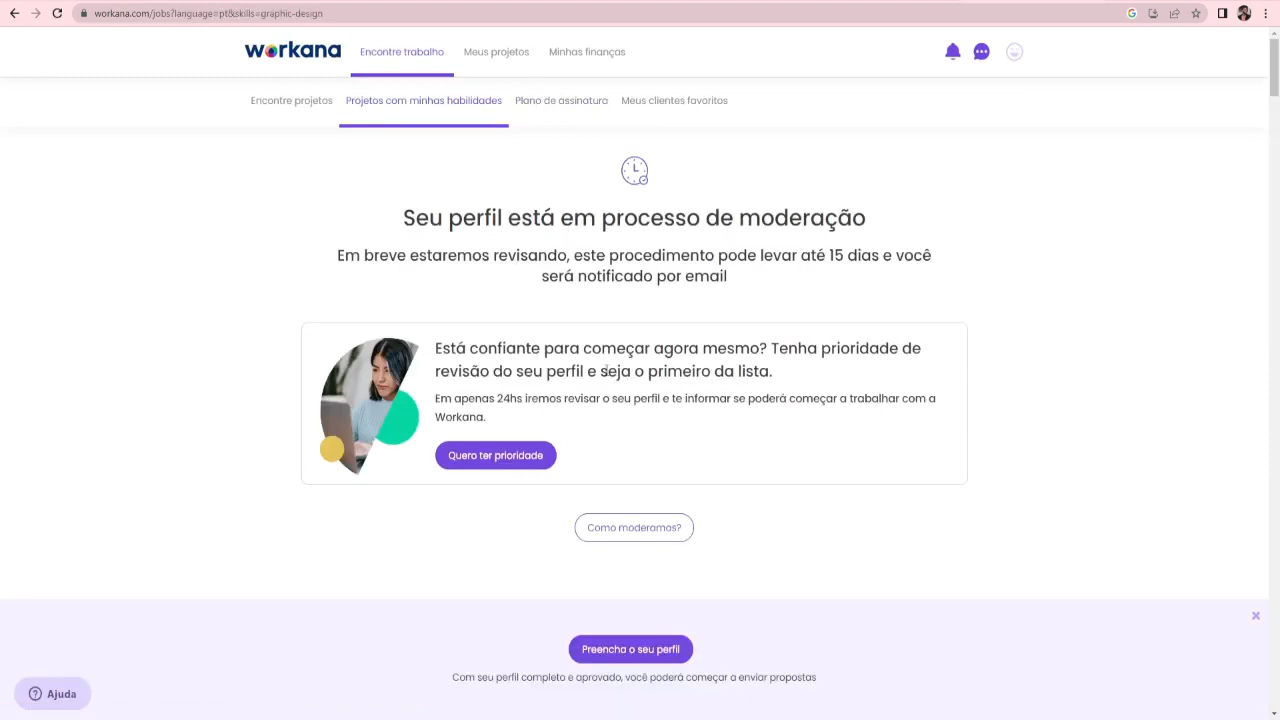 workana.com/jobs?language=pt&skills=graphic-design
workana
Encontre trabalho
Meus projetos
Minhas finanças
Encontre projetos
Projetos com minhas habilidades
Plano de assinatura
Meus clientes favoritos
Seu perfil está em processo de moderação
Em breve estaremos revisando, este procedimento pode levar até 15 dias e você
será notificado por email
Está confiante para começar agora mesmo? Tenha prioridade de
revisão do seu perfil e seja o primeiro da lista.
Em apenas 24hs iremos revisar o seu perfil e te informar se poderá começar a trabalhar com a
Workana.
Quero ter prioridade
Como moderamos?
Preencha o seu perfil
Com seu perfil completo e aprovado, você poderá começar a enviar propostas
Ajuda